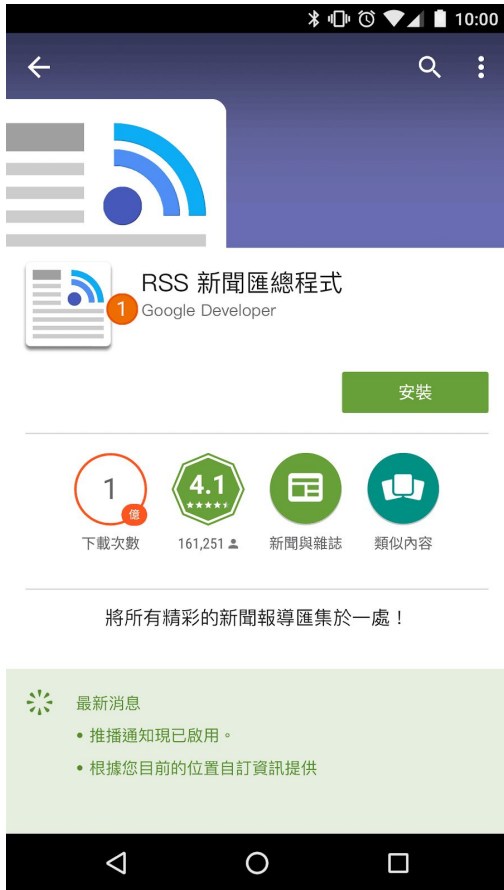 10:00
RSS 新聞匯總程式
1
Google Developer
安裝
1
億
下載次數
4.1
161,251
新聞與雜誌
類似內容
將所有精彩的新聞報導匯集於一處！
最新消息
• 推播通知現已啟用。
• 根據您目前的位置自訂資訊提供